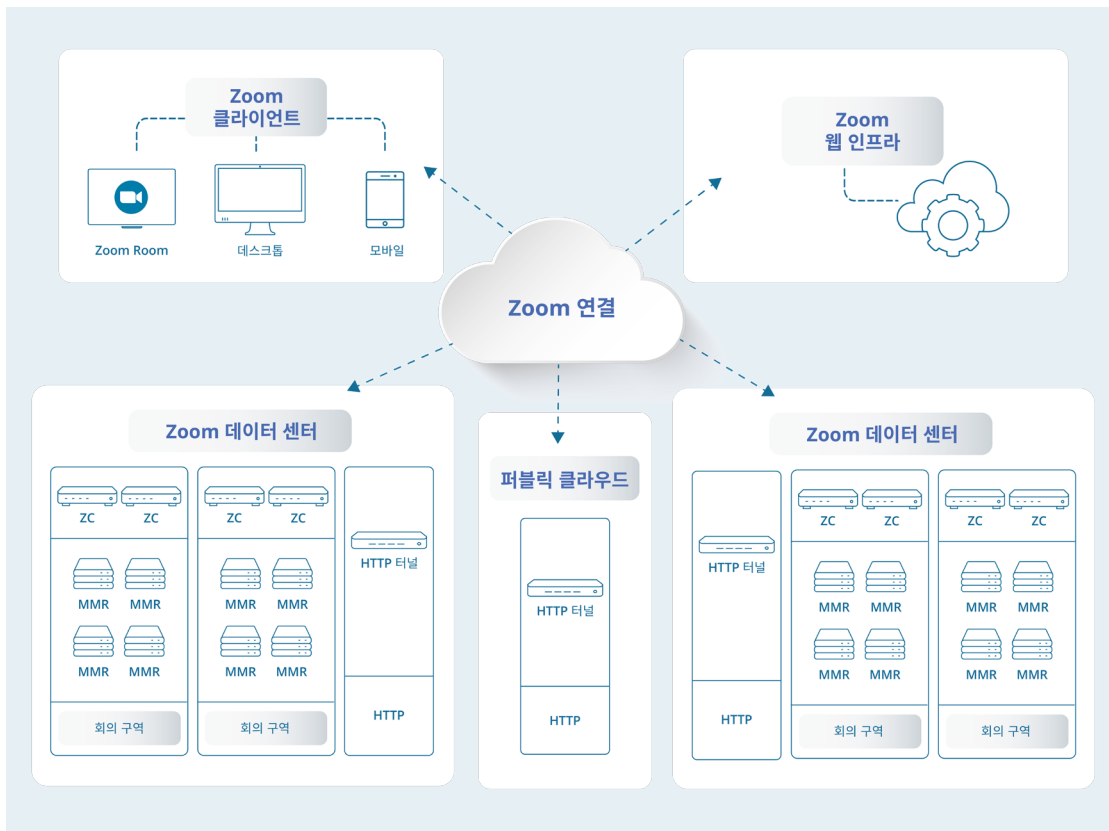 Zoom
클라이언트
Zoom Room
데스크톱
모바일
Zoom
웹 인프라
Zoom 연결
Zoom 데이터 센터
ZC
ZC
MMR
MMR
MMR
MMR
회의 구역
ZC
ZC
MMR
MMR
MMR
MMR
회의 구역
HTTP 터널
HTTP
퍼블릭 클라우드
HTTP 터널
HTTP
Zoom 데이터 센터
HTTP 터널
HTTP
ZC
ZC
MMR
MMR
MMR
MMR
회의 구역
ZC
ZC
MMR
MMR
MMR
MMR
회의 구역